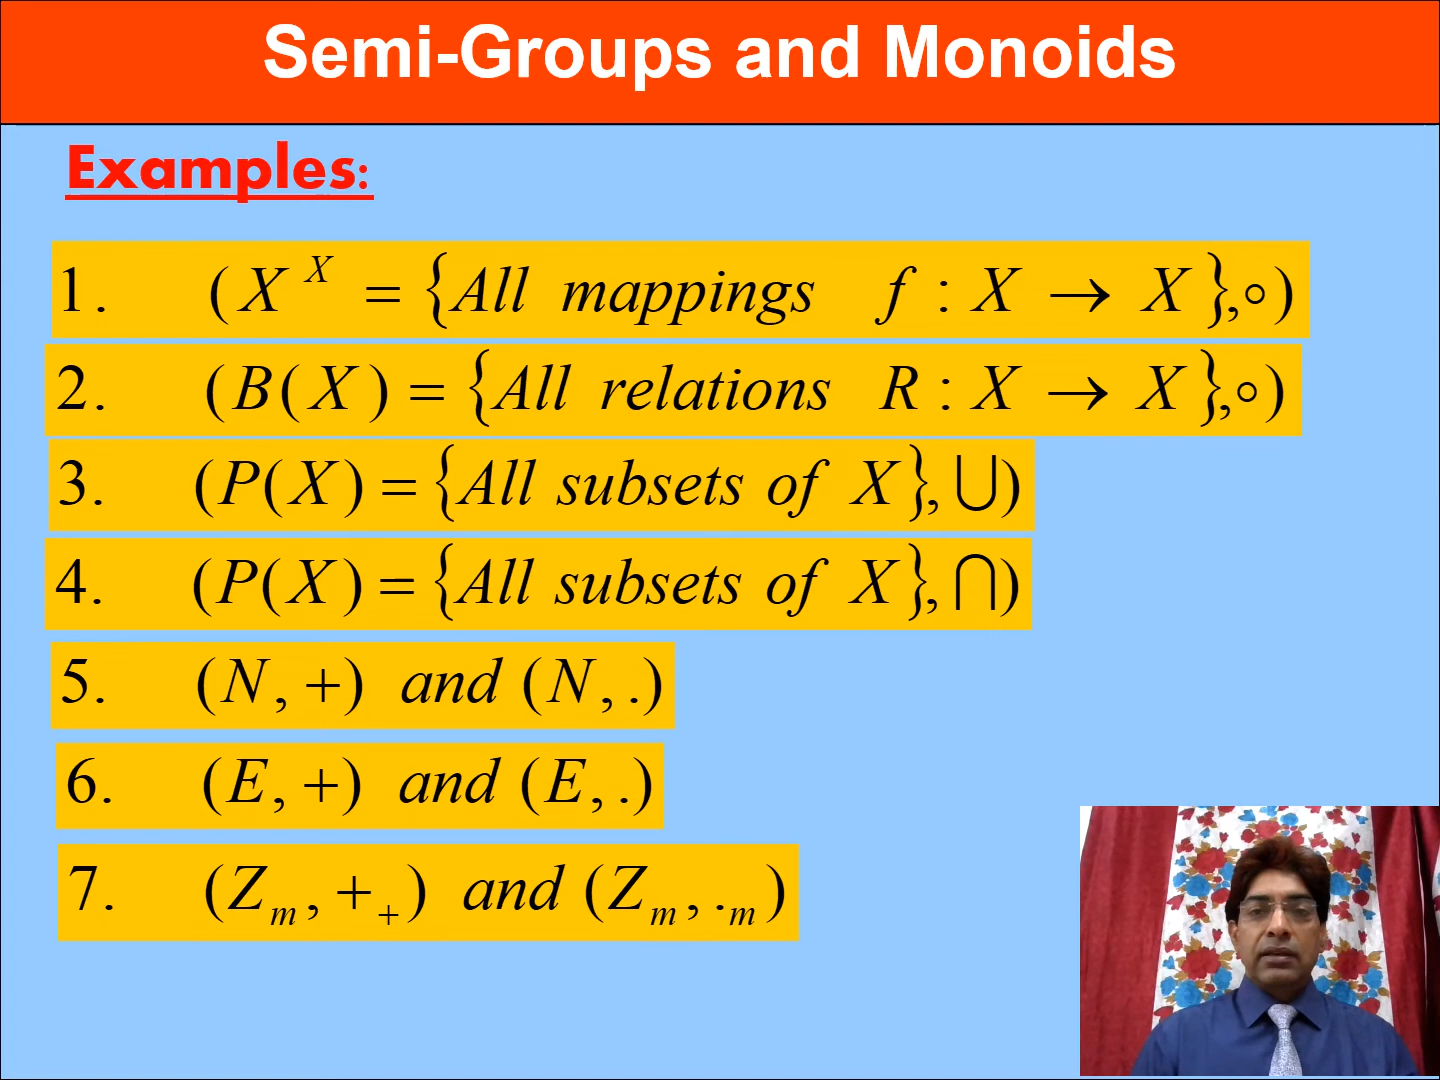 Semi-Groups and Monoids
Examples:
1. (X^X = {All mappings f : X → X},∘)
2. (B(X) = {All relations R : X → X},∘)
3. (P(X) = {All subsets of X}, ⋃)
4. (P(X) = {All subsets of X}, ⋂)
5. (N, +) and (N, .)
6. (E, +) and (E, .)
7. (Z_m, +_+) and (Z_m, ._m)